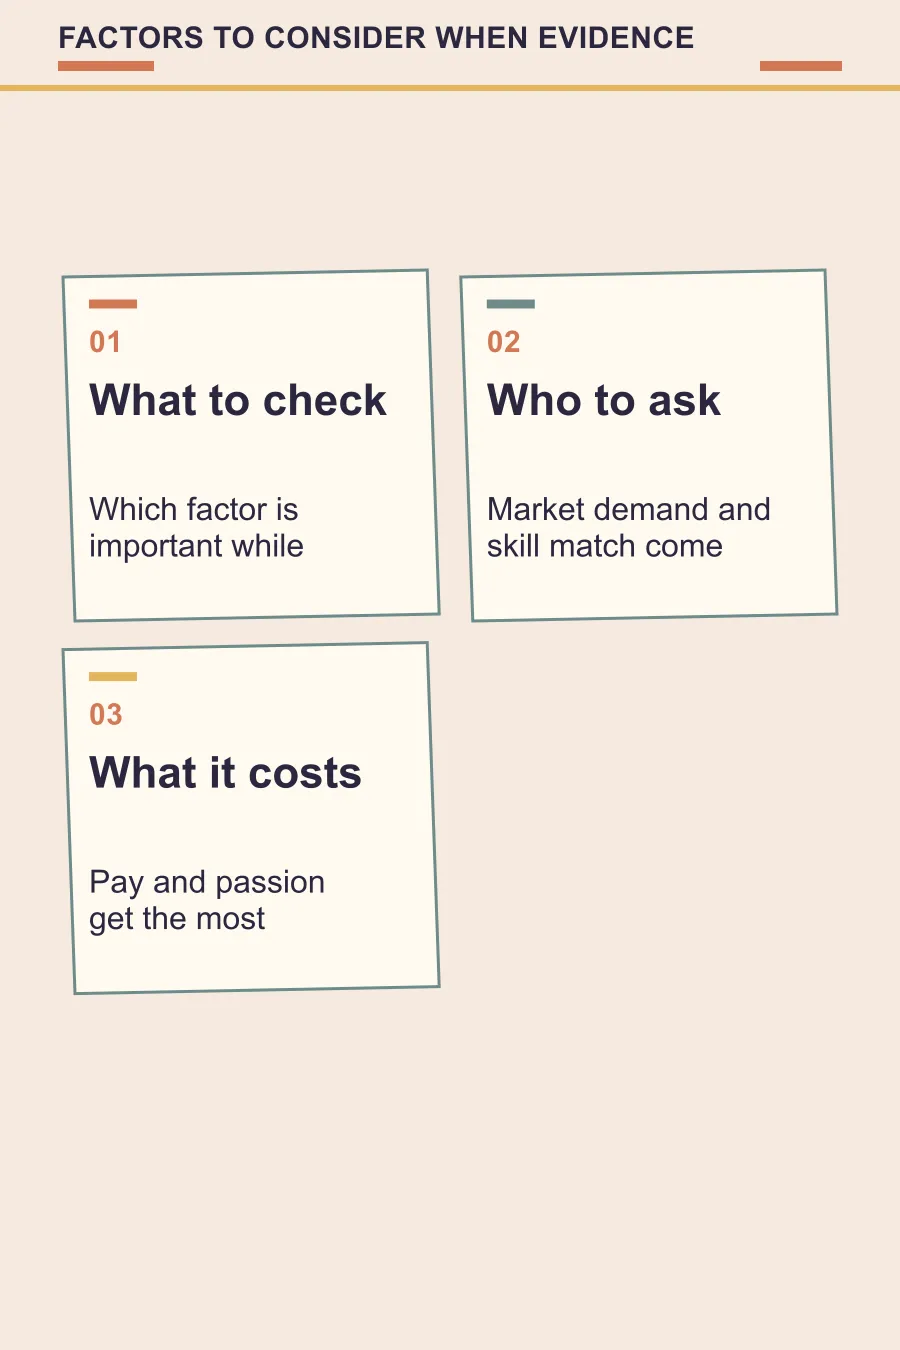 FACTORS TO CONSIDER WHEN EVIDENCE
01
What to check
Which factor is
important while
02
Who to ask
Market demand and
skill match come
03
What it costs
Pay and passion
get the most